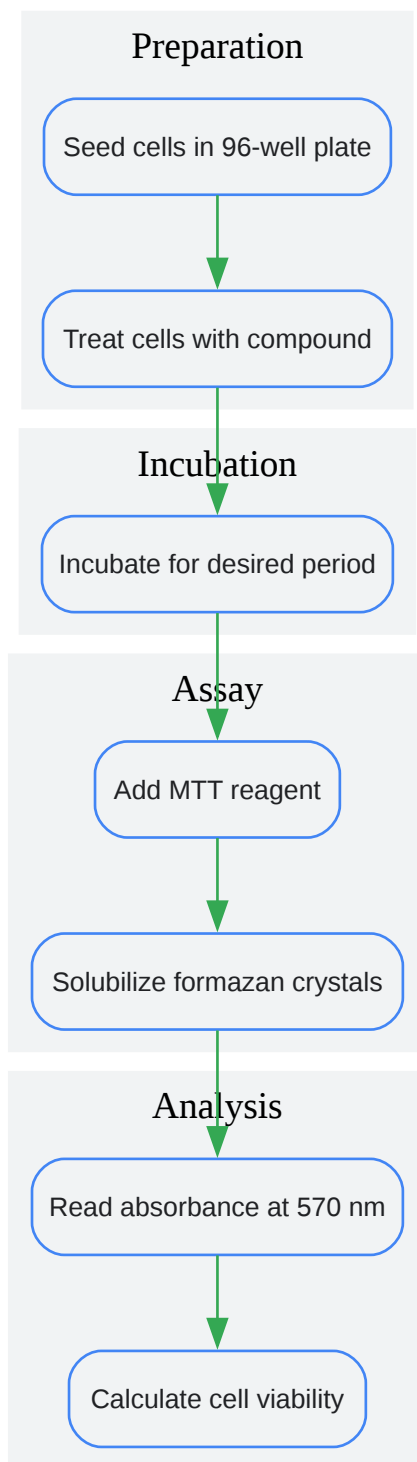 Preparation
Seed cells in 96-well plate
Treat cells with compound
Incubation
Incubate for desired period
Assay
Add MTT reagent
Solubilize formazan crystals
Analysis
Read absorbance at 570 nm
Calculate cell viability